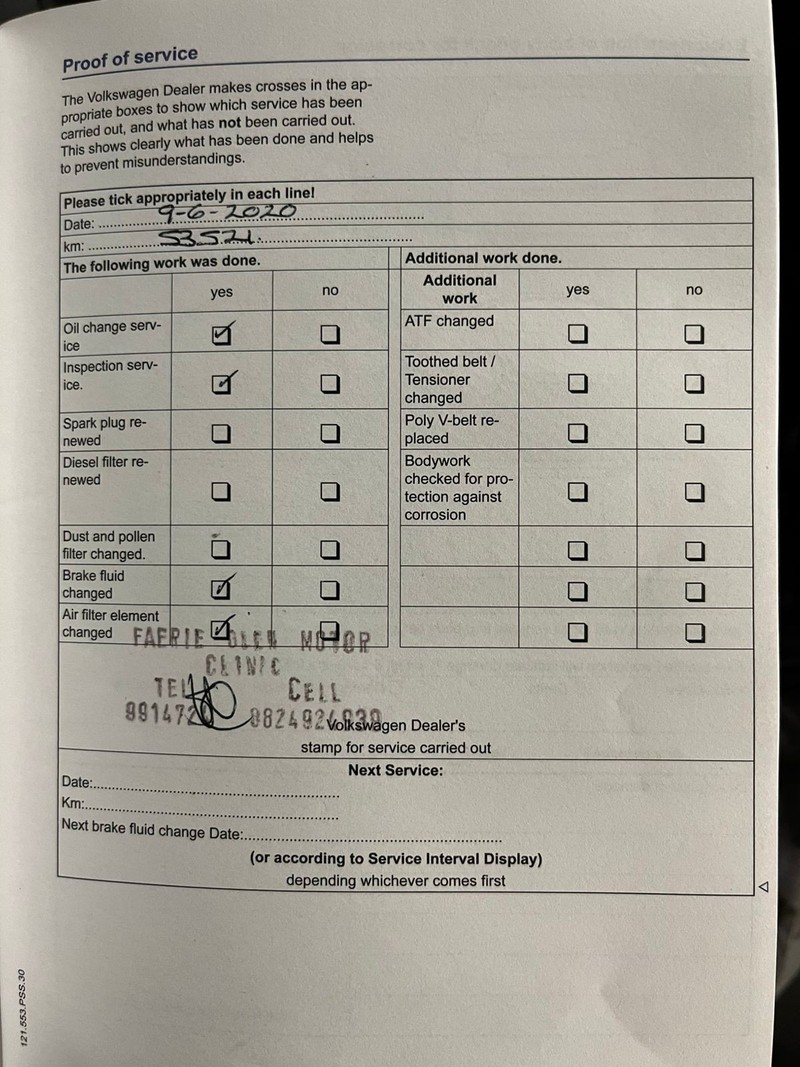 Proof of service
The Volkswagen Dealer makes crosses in the ap-
propriate boxes to show which service has been
carried out, and what has not been carried out.
This shows clearly what has been done and helps
to prevent misunderstandings.
Please tick appropriately in each line!
Date: 9-6-2020
km: 53521.
The following work was done.
yes no
Oil change serv-
ice
Inspection serv-
ice.
Spark plug re-
newed
Diesel filter re-
newed
Dust and pollen
filter changed.
Brake fluid
changed
Air filter element
changed
Additional work done.
Additional
work
yes no
ATF changed
Toothed belt /
Tensioner
changed
Poly V-belt re-
placed
Bodywork
checked for pro-
tection against
corrosion
FAERIE GLEN MOTOR
CLINIC
TEL CELL
Volkswagen Dealer's
stamp for service carried out
Next Service:
Date:
Km:
Next brake fluid change Date:
(or according to Service Interval Display)
depending whichever comes first
121.553.PSS.30